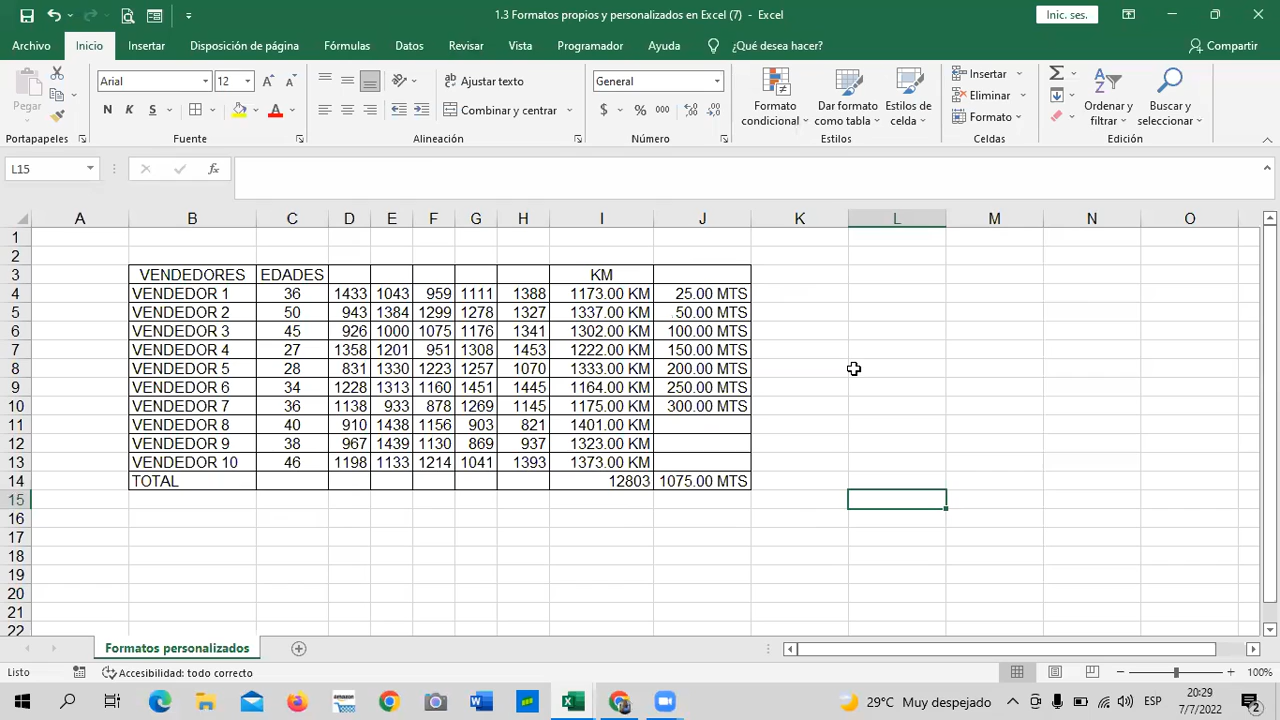 1.3 Formatos propios y personalizados en Excel (7) - Excel
Inic. ses.
Archivo Inicio Insertar Disposición de página Fórmulas Datos Revisar Vista Programador Ayuda ¿Qué desea hacer? Compartir
Pegar
Arial 12
N K S
Ajustar texto
Combinar y centrar
General
$ % 000
Formato condicional
Dar formato como tabla
Estilos de celda
Insertar
Eliminar
Formato
Ordenar y filtrar
Buscar y seleccionar
Portapapeles Fuente Alineación Número Estilos Celdas Edición
L15 fx
A B C D E F G H I J K L M N O
1
2
3 VENDEDORES EDADES KM
4 VENDEDOR 1 36 1433 1043 959 1111 1388 1173.00 KM 25.00 MTS
5 VENDEDOR 2 50 943 1384 1299 1278 1327 1337.00 KM 50.00 MTS
6 VENDEDOR 3 45 926 1000 1075 1176 1341 1302.00 KM 100.00 MTS
7 VENDEDOR 4 27 1358 1201 951 1308 1453 1222.00 KM 150.00 MTS
8 VENDEDOR 5 28 831 1330 1223 1257 1070 1333.00 KM 200.00 MTS
9 VENDEDOR 6 34 1228 1313 1160 1451 1445 1164.00 KM 250.00 MTS
10 VENDEDOR 7 36 1138 933 878 1269 1145 1175.00 KM 300.00 MTS
11 VENDEDOR 8 40 910 1438 1156 903 821 1401.00 KM
12 VENDEDOR 9 38 967 1439 1130 869 937 1323.00 KM
13 VENDEDOR 10 46 1198 1133 1214 1041 1393 1373.00 KM
14 TOTAL 12803 1075.00 MTS
15
16
17
18
19
20
21
22
Formatos personalizados
Listo Accesibilidad: todo correcto 100%
29°C Muy despejado ESP 20:29
7/7/2022 2